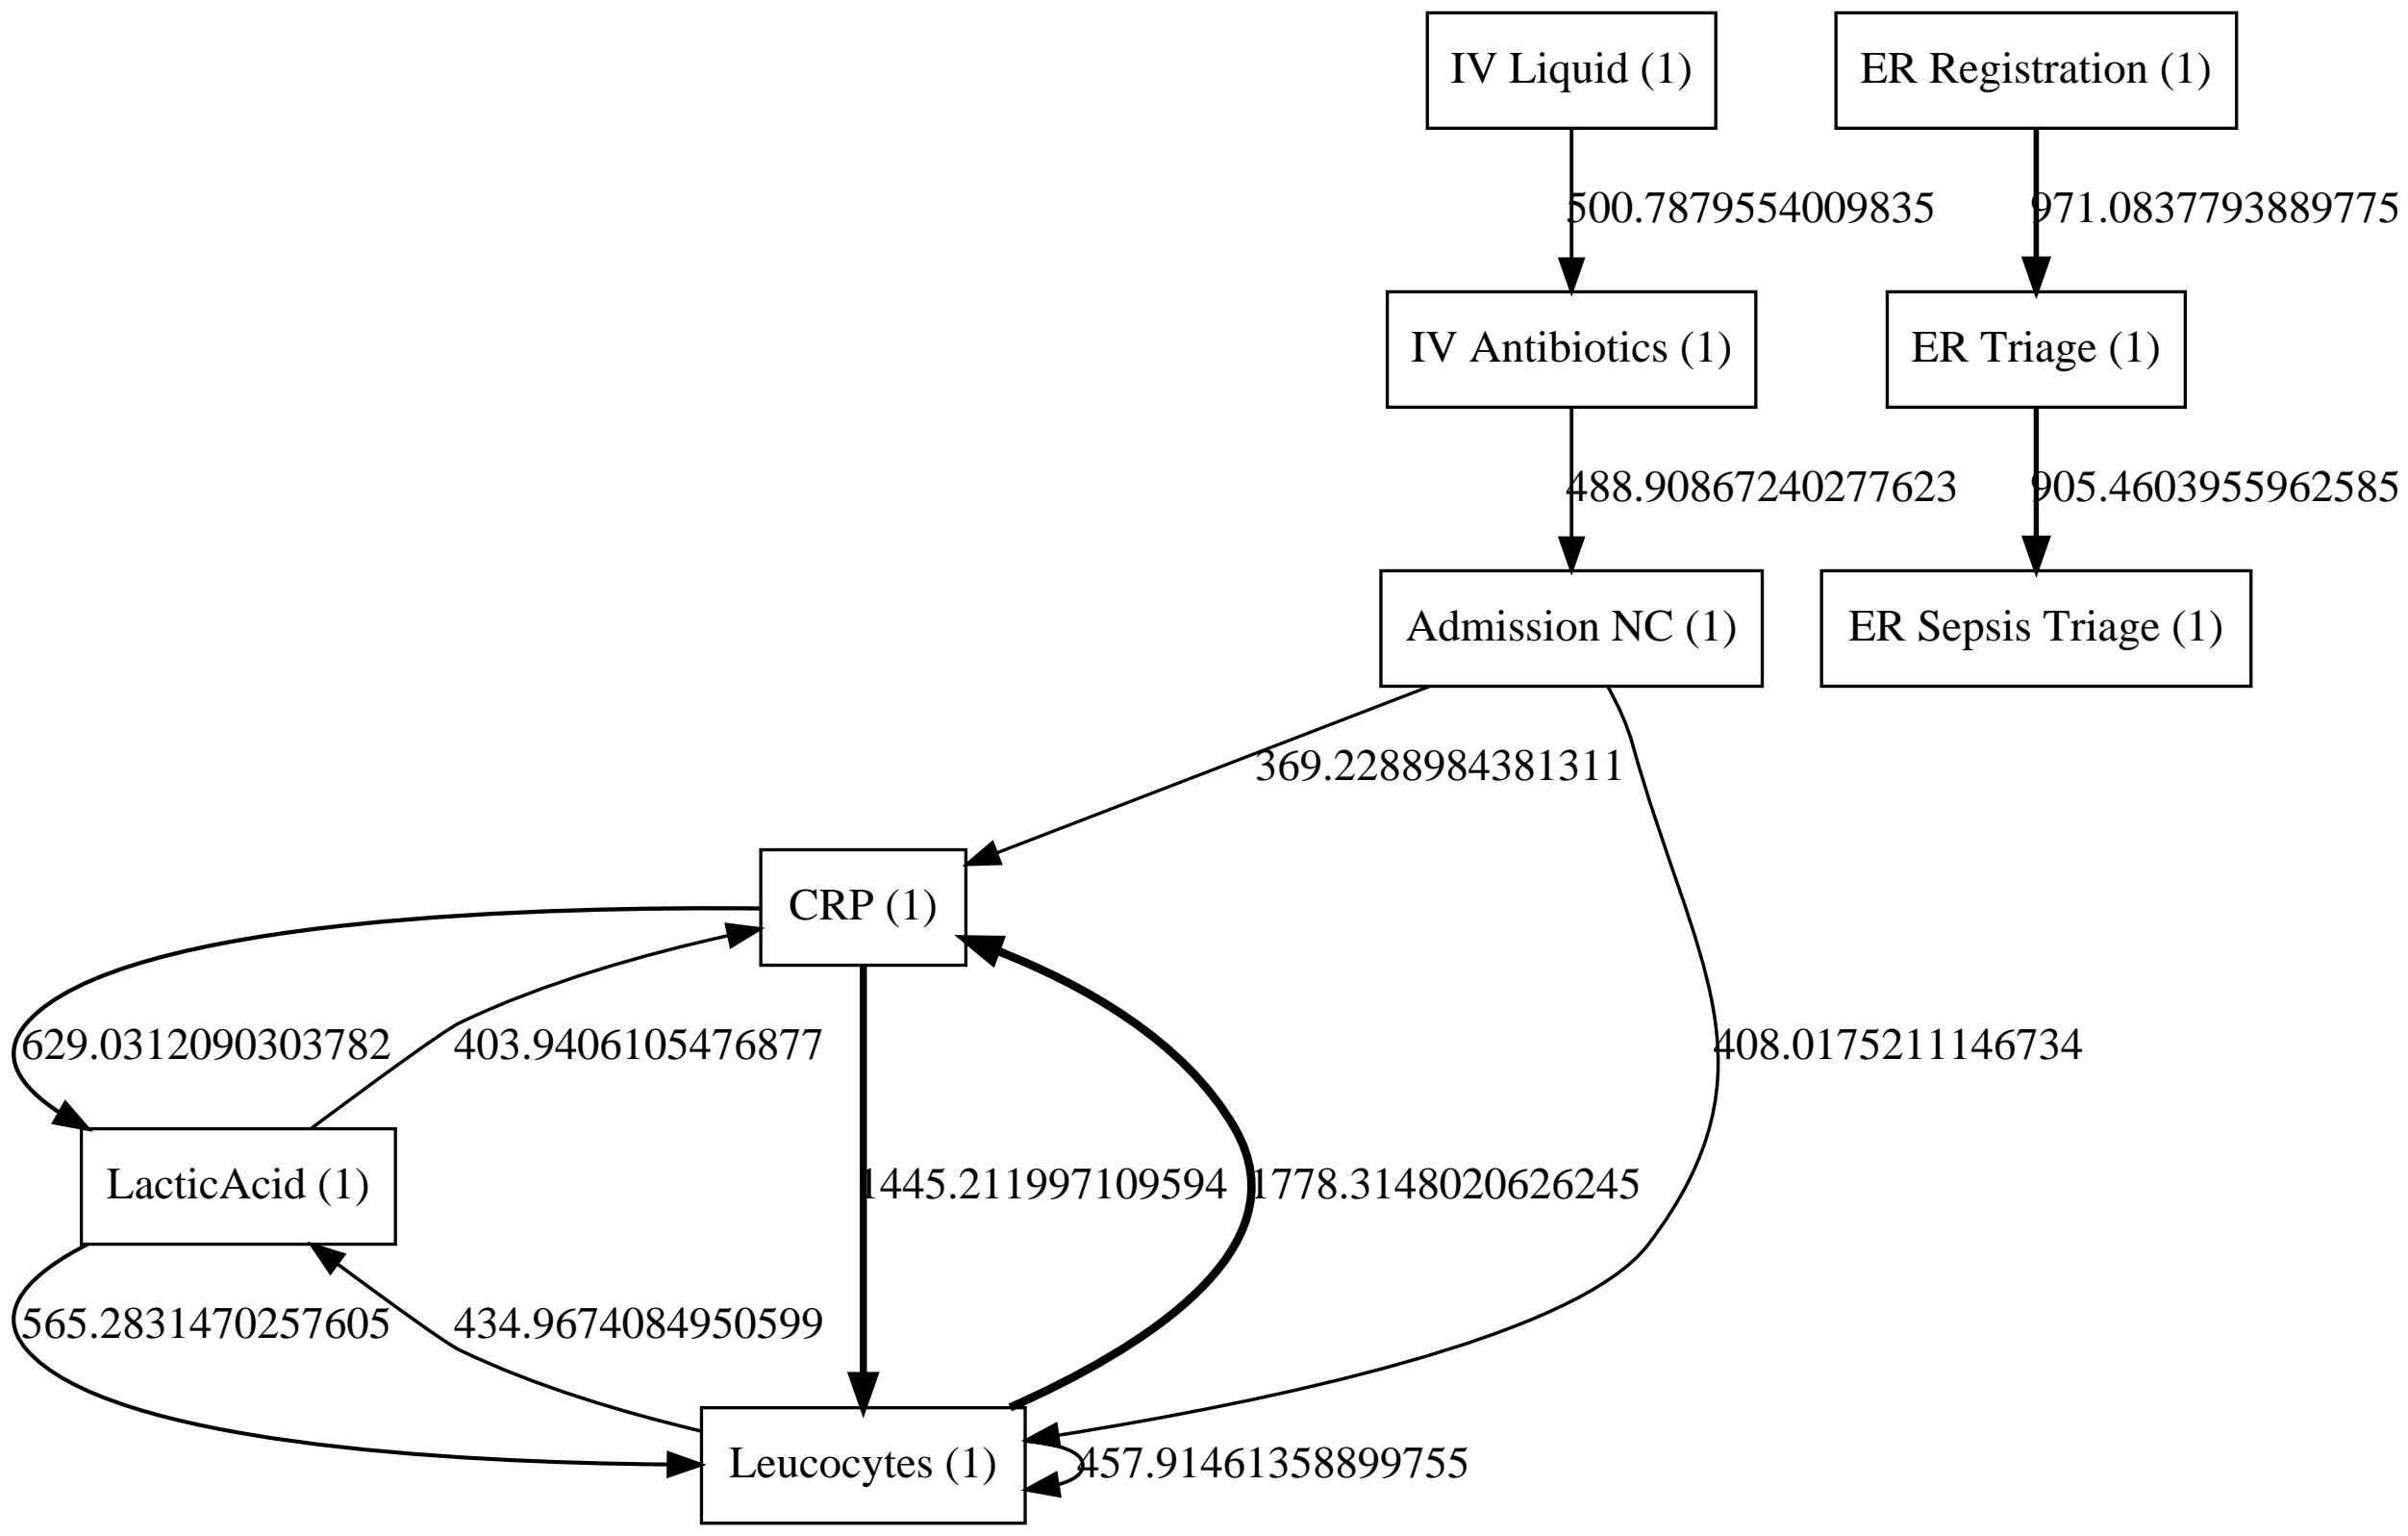 IV Liquid (1)
ER Registration (1)
500.7879554009835
971.0837793889775
IV Antibiotics (1)
ER Triage (1)
488.90867240277623
905.4603955962585
Admission NC (1)
ER Sepsis Triage (1)
369.2288984381311
CRP (1)
629.0312090303782
403.9406105476877
408.0175211146734
LacticAcid (1)
1445.211997109594
1778.3148020626245
565.2831470257605
434.9674084950599
Leucocytes (1)
457.91461358899755